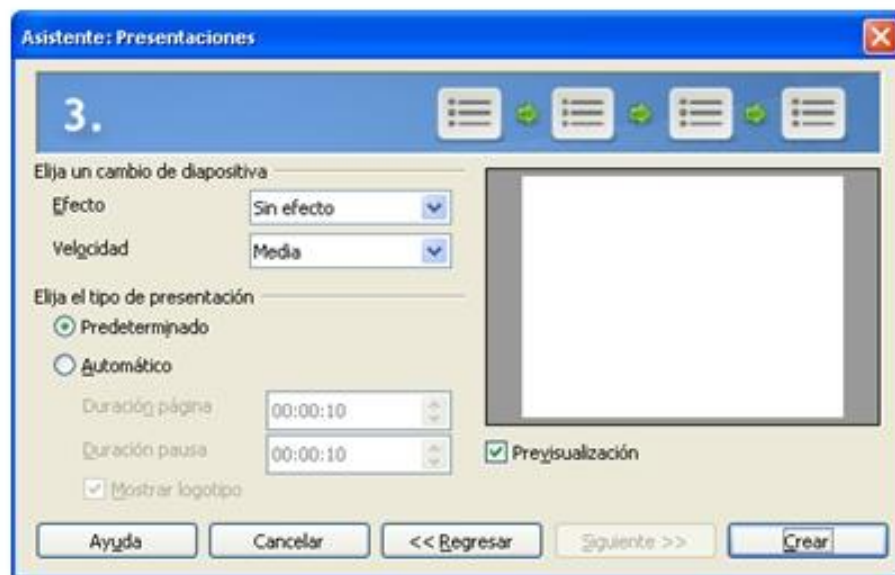 Asistente: Presentaciones
3.
Elija un cambio de diapositiva
Efecto Sin efecto
Velocidad Media
Elija el tipo de presentación
Predeterminado
Automático
Duración página 00:00:10
Duración pausa 00:00:10
Mostrar logotipo
Previsualización
Ayuda Cancelar << Regresar Siguiente >> Crear